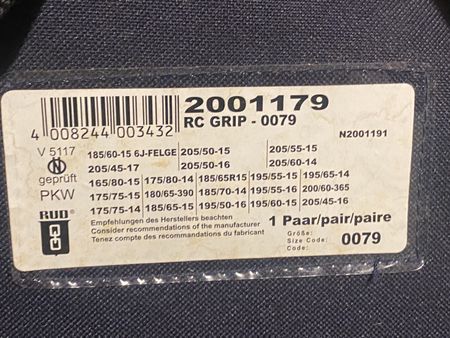 2001179
RC GRIP - 0079
4 008244 003432
N2001191
V 5117
geprüft
PKW
RUD
185/60-15 6J-FELGE 205/50-15 205/55-15
205/45-17 205/50-16 205/60-14
165/80-15 175/80-14 185/65R15 195/55-15 195/65-14
175/75-15 180/65-390 185/70-14 195/55-16 200/60-365
175/75-14 185/55-15 195/50-16 195/60-15 205/45-16
Empfehlungen des Herstellers beachten
Consider recommendations of the manufacturer
Tenez compte des recommandations du fabricant
1 Paar/pair/paire
Größe:
Size Code:
Code:
0079